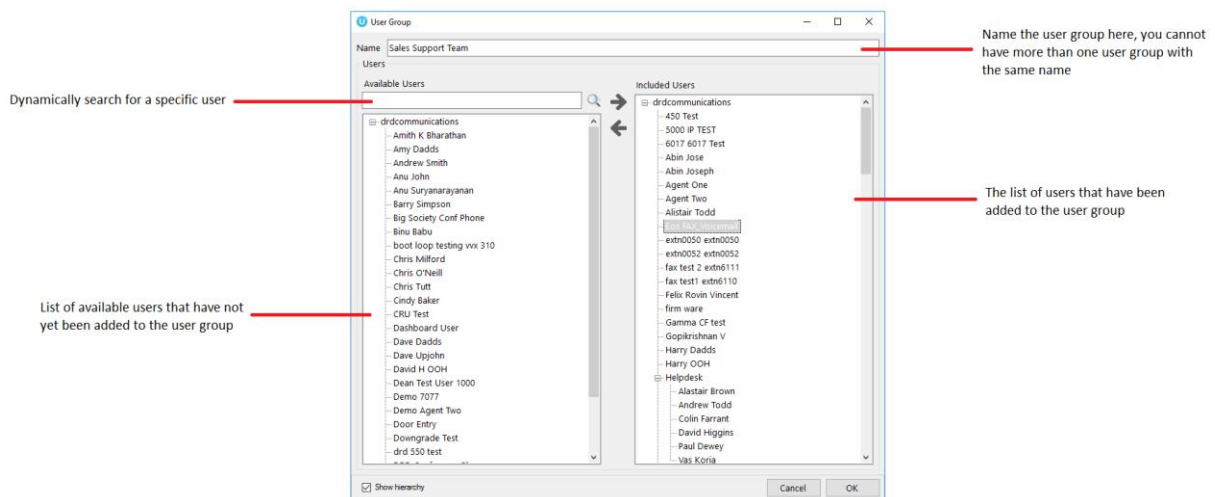 User Group
Name Sales Support Team
Name the user group here, you cannot
have more than one user group with
the same name
Users
Available Users
Included Users
Dynamically search for a specific user
drdcommunications
Amith K Bharathan
Amy Dadds
Andrew Smith
Anu John
Anu Suryanarayanan
Barry Simpson
Big Society Conf Phone
Binu Babu
boot loop testing vvx 310
Chris Milford
Chris O'Neill
Chris Tutt
Cindy Baker
CRU Test
Dashboard User
Dave Dadds
Dave Upjohn
David H OOH
Dean Test User 1000
Demo 7077
Demo Agent Two
Door Entry
Downgrade Test
drd 550 test
List of available users that have not
yet been added to the user group
drdcommunications
450 Test
5000 IP TEST
6017 6017 Test
Abin Jose
Abin Joseph
Agent One
Agent Two
Alistair Todd
FAX_Voicemail
extn0050 extn0050
extn0052 extn0052
fax test 2 extn6111
fax test1 extn6110
Felix Rovin Vincent
firm ware
Gamma CF test
Gopikrishnan V
Harry Dadds
Harry OOH
Helpdesk
Alastair Brown
Andrew Todd
Colin Farrant
David Higgins
Paul Dewey
Vas Koria
The list of users that have been
added to the user group
Show hierarchy
Cancel
OK